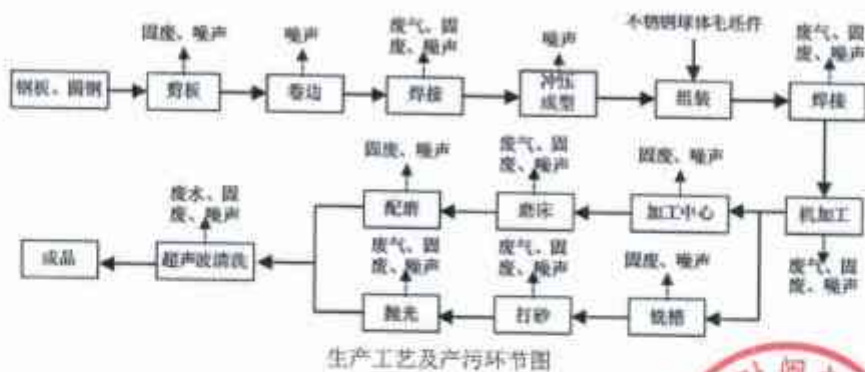 固废、噪声
噪声
废气、固
废、噪声
噪声
不锈钢球体毛坯件
废气、固
废、噪声
钢板、圆钢
剪板
卷边
焊接
冲压
成型
组装
焊接
固废、噪声
废气、固
废、噪声
固废、噪声
废水、固
废、噪声
配磨
磨床
加工中心
机加工
成品
超声波清洗
废气、固
废、噪声
废气、固
废、噪声
固废、噪声
废气、固
废、噪声
抛光
打砂
铣槽
生产工艺及产污环节图